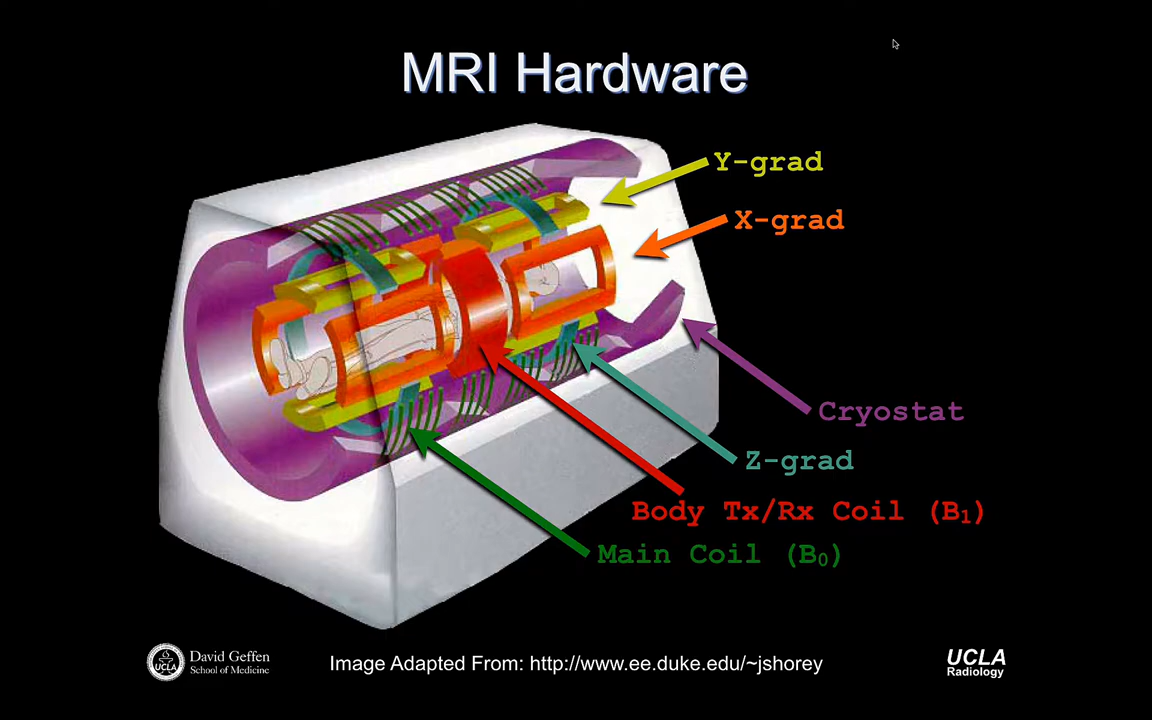 MRI Hardware
Y-grad
X-grad
Cryostat
Z-grad
Body Tx/Rx Coil (B₁)
Main Coil (B₀)
UCLA
David Geffen
School of Medicine
Image Adapted From: http://www.ee.duke.edu/~jshorey
UCLA
Radiology